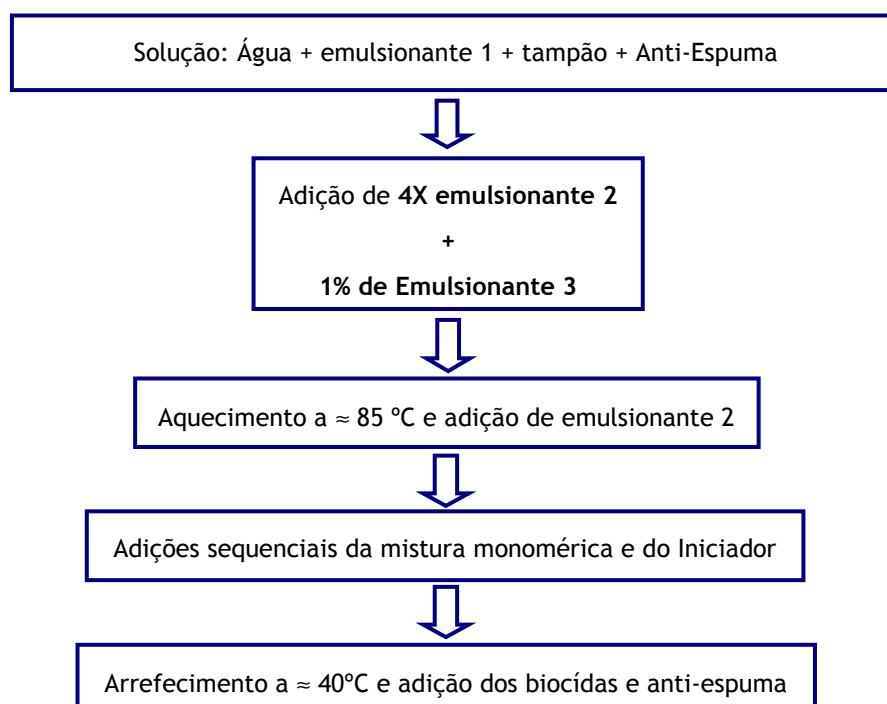 Solução: Água + emulsionante 1 + tampão + Anti-Espuma
Adição de 4X emulsionante 2
+
1% de Emulsionante 3
Aquecimento a ≈ 85 ºC e adição de emulsionante 2
Adições sequenciais da mistura monomérica e do Iniciador
Arrefecimento a ≈ 40ºC e adição dos biocídas e anti-espuma